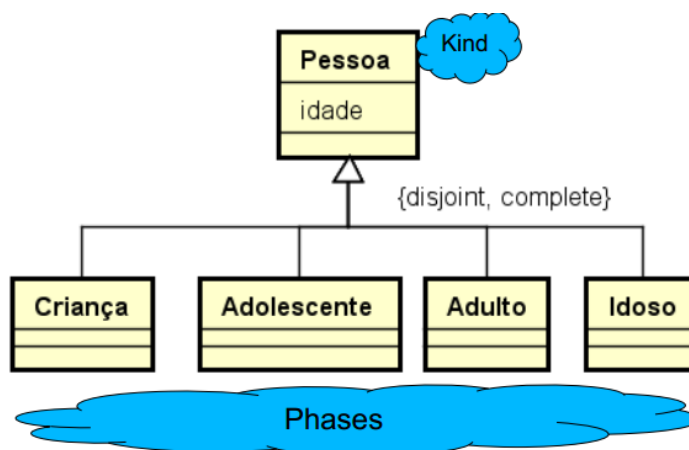 Kind
Pessoa
idade
{disjoint, complete}
Criança
Adolescente
Adulto
Idoso
Phases